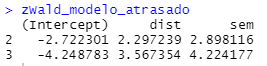 > zwald_modelo_atrasado
(Intercept) dist sem
2 -2.722301 2.297239 2.898116
3 -4.248783 3.567354 4.224177